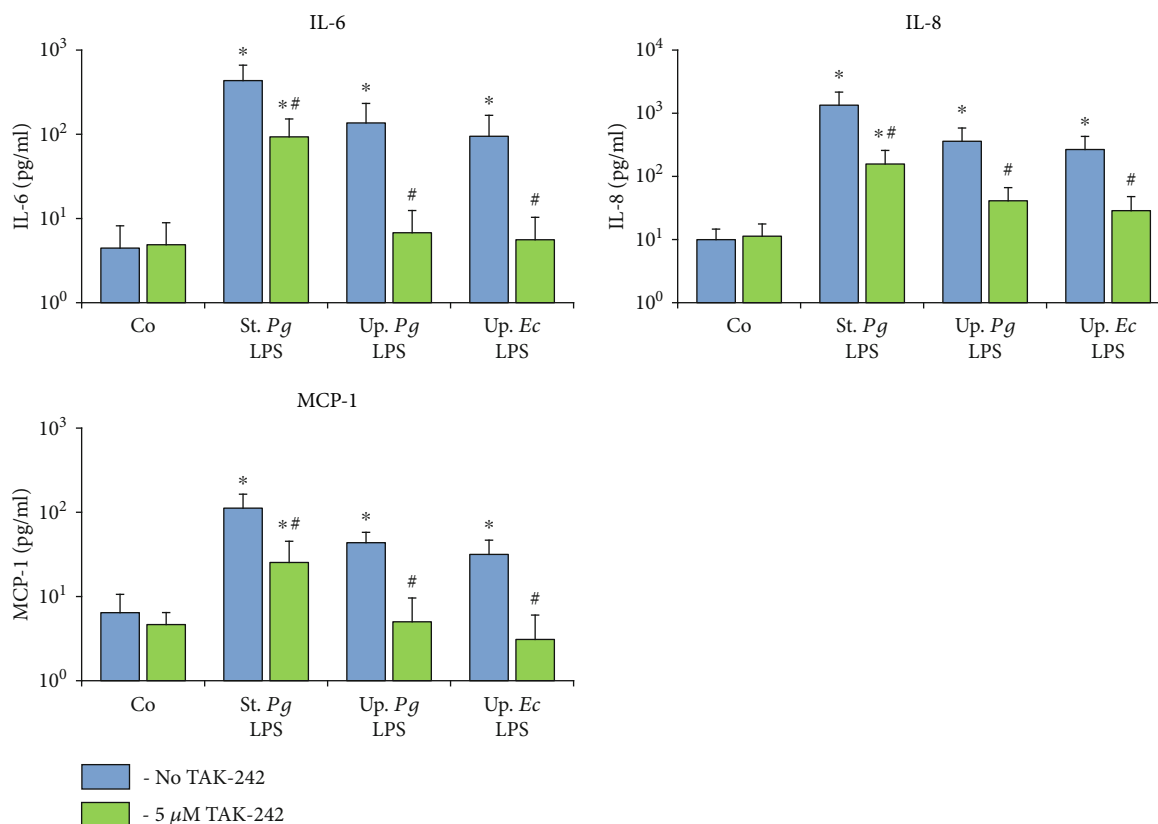 IL-6
IL-6 (pg/ml)
10³
10²
10¹
10⁰
*
*#
*
#
*
#
Co
St. Pg
LPS
Up. Pg
LPS
Up. Ec
LPS
IL-8
IL-8 (pg/ml)
10⁴
10³
10²
10¹
10⁰
*
*#
*
#
*
#
Co
St. Pg
LPS
Up. Pg
LPS
Up. Ec
LPS
MCP-1
MCP-1 (pg/ml)
10³
10²
10¹
10⁰
*
*#
*
#
*
#
Co
St. Pg
LPS
Up. Pg
LPS
Up. Ec
LPS
- No TAK-242
- 5 μM TAK-242